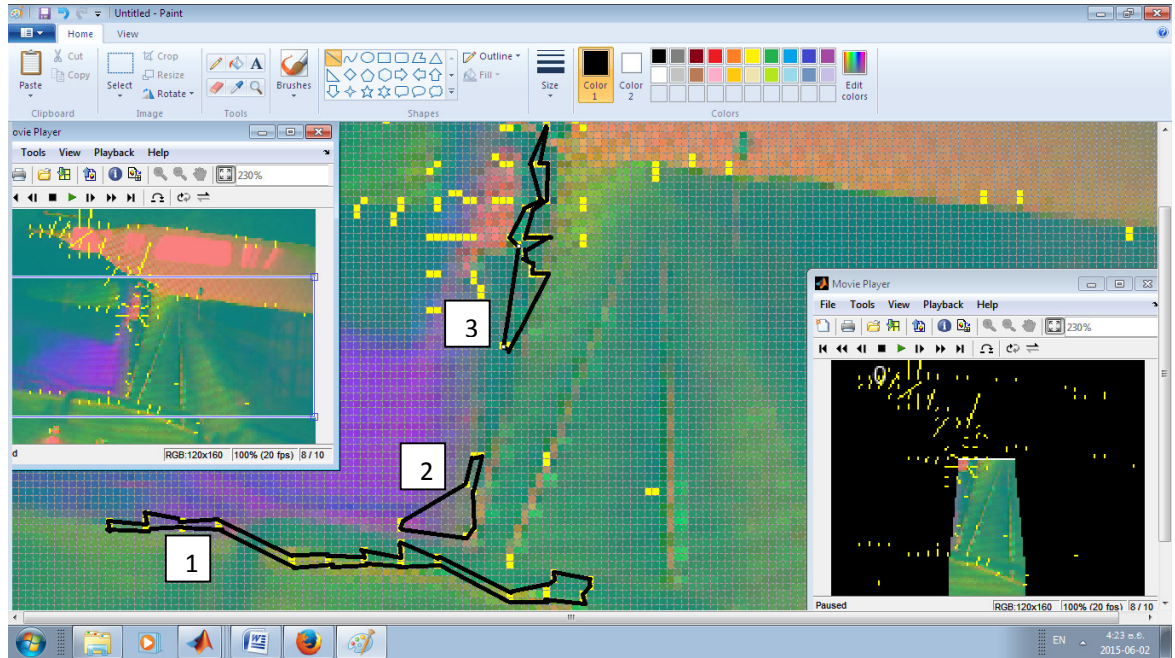 Untitled - Paint
Home View
Paste
Cut
Copy
Clipboard
Select
Crop
Resize
Rotate
Image
A
Tools
Brushes
Outline
Fill
Shapes
Size
Color 1
Color 2
Edit colors
Colors
ovie Player
Tools View Playback Help
230%
d RGB:120x160 100% (20 fps) 8 / 10
3
2
1
Movie Player
File Tools View Playback Help
230%
Paused RGB:120x160 100% (20 fps) 8 / 10
EN
4:23
2015-06-02